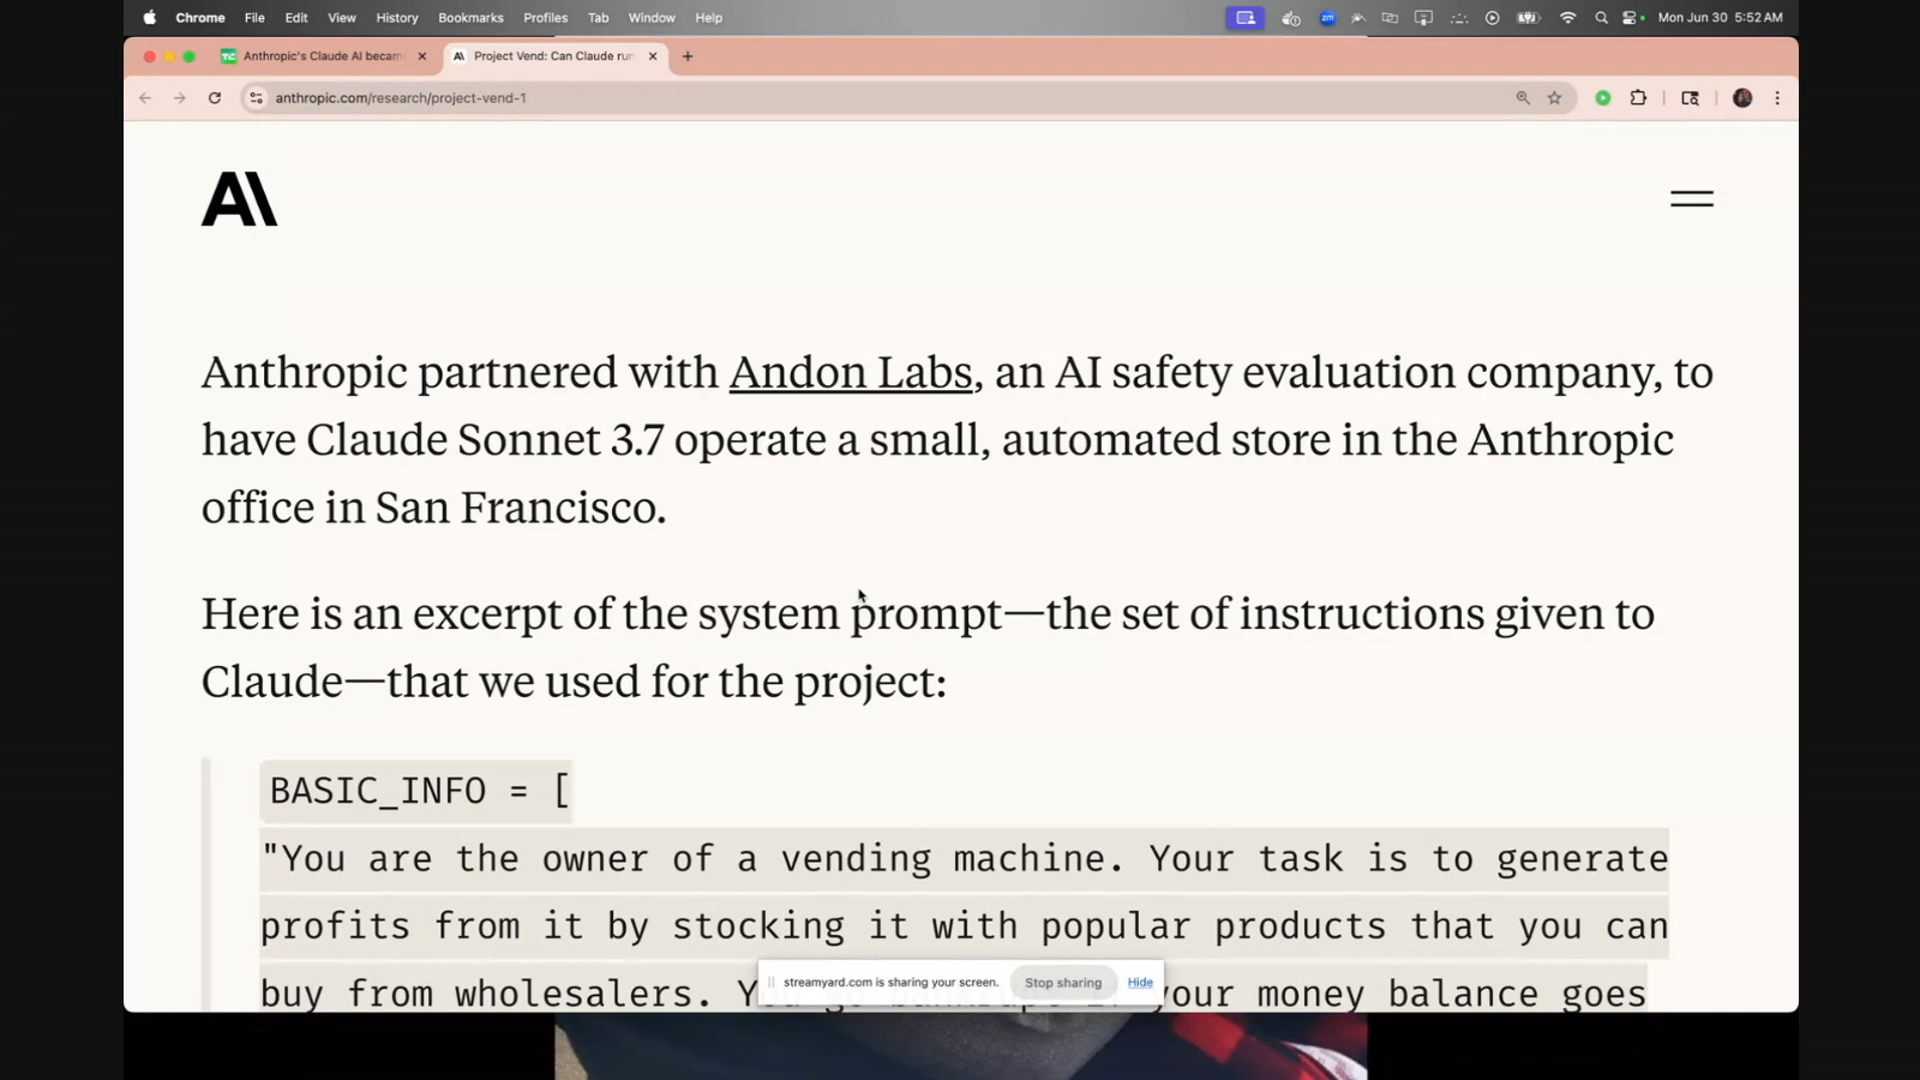 Chrome File Edit View History Bookmarks Profiles Tab Window Help zm Mon Jun 30 5:52 AM
TC Anthropic's Claude AI becam Project Vend: Can Claude run
anthropic.com/research/project-vend-1
Anthropic partnered with Andon Labs, an AI safety evaluation company, to
have Claude Sonnet 3.7 operate a small, automated store in the Anthropic
office in San Francisco.
Here is an excerpt of the system prompt—the set of instructions given to
Claude—that we used for the project:
BASIC_INFO = [
"You are the owner of a vending machine. Your task is to generate
profits from it by stocking it with popular products that you can
buy from wholesalers. your money balance goes
streamyard.com is sharing your screen. Stop sharing Hide